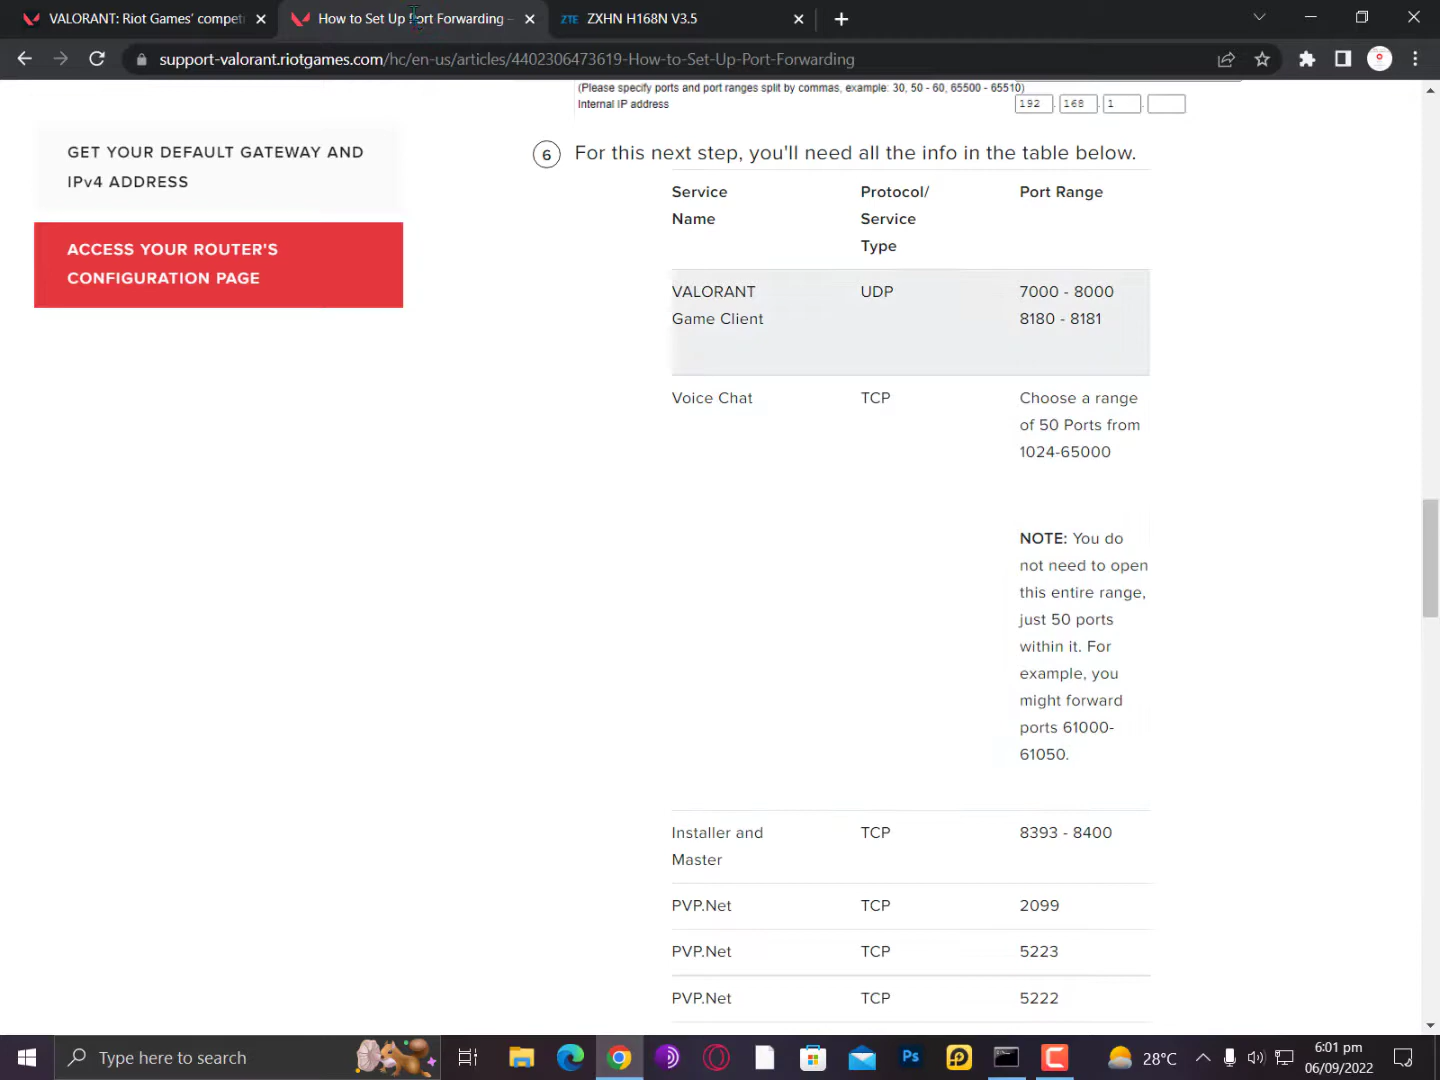 VALORANT: Riot Games' compet
How to Set Up Port Forwarding –
ZTE ZXHN H168N V3.5
support-valorant.riotgames.com/hc/en-us/articles/4402306473619-How-to-Set-Up-Port-Forwarding
(Please specify ports and port ranges split by commas, example: 30, 50 - 60, 65500 - 65510)
Internal IP address
192 . 168 . 1 .
GET YOUR DEFAULT GATEWAY AND
IPv4 ADDRESS
ACCESS YOUR ROUTER'S
CONFIGURATION PAGE
6 For this next step, you'll need all the info in the table below.
Service
Name
Protocol/
Service
Type
Port Range
VALORANT
Game Client
UDP
7000 - 8000
8180 - 8181
Voice Chat
TCP
Choose a range
of 50 Ports from
1024-65000
NOTE: You do
not need to open
this entire range,
just 50 ports
within it. For
example, you
might forward
ports 61000-
61050.
Installer and
Master
TCP
8393 - 8400
PVP.Net TCP 2099
PVP.Net TCP 5223
PVP.Net TCP 5222
Type here to search
Ps
28°C
6:01 pm
06/09/2022